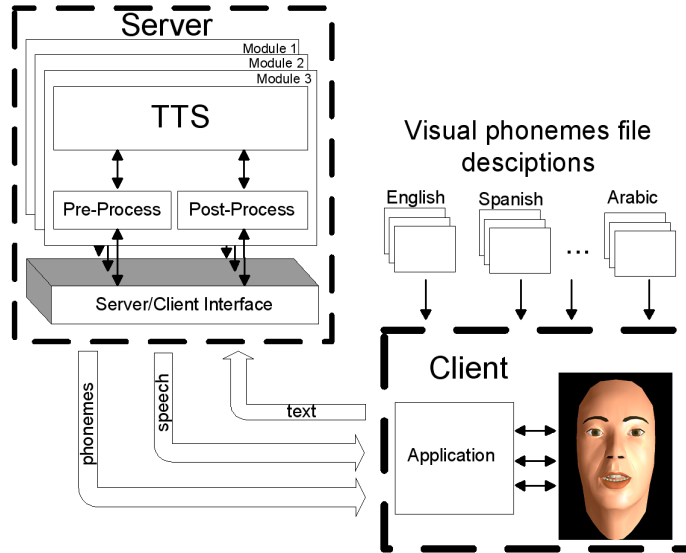 Server
Module 1
Module 2
Module 3
TTS
Pre-Process
Post-Process
Server/Client Interface
Visual phonemes file
desciptions
English
Spanish
...
Arabic
phonemes
speech
text
Client
Application